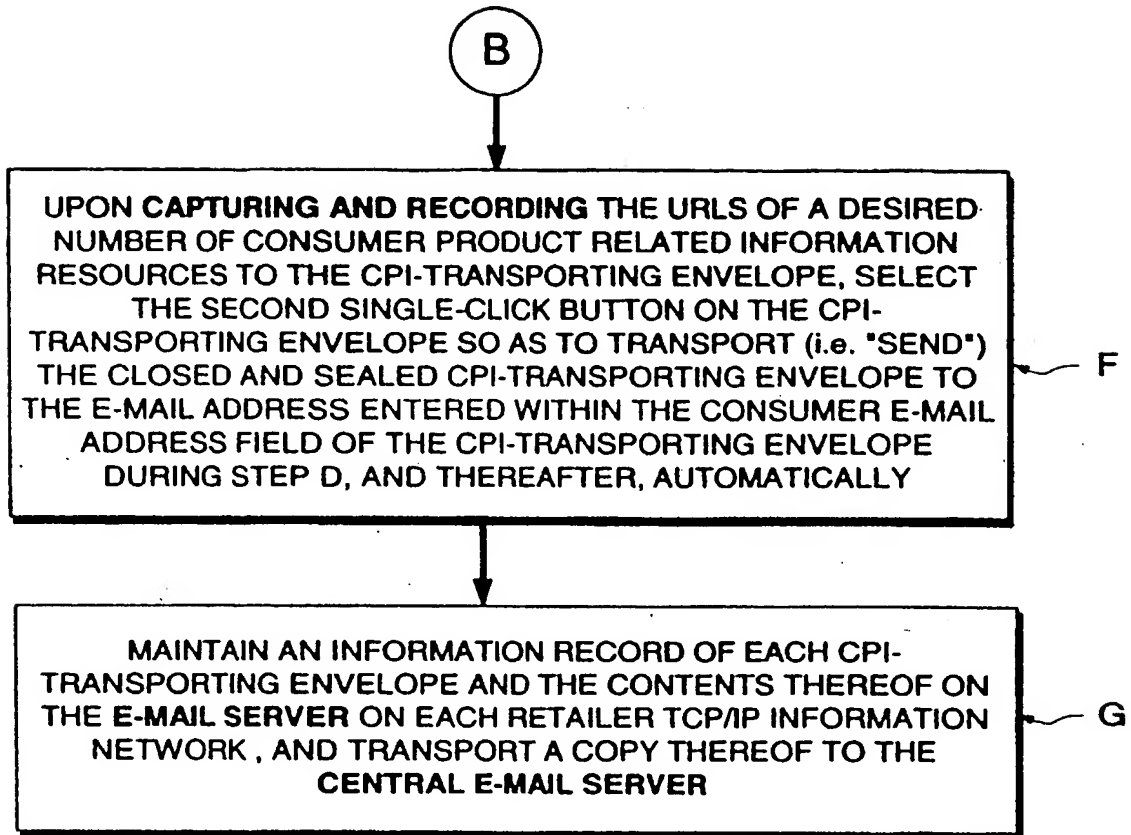 B
UPON CAPTURING AND RECORDING THE URLS OF A DESIRED
NUMBER OF CONSUMER PRODUCT RELATED INFORMATION
RESOURCES TO THE CPI-TRANSPORTING ENVELOPE, SELECT
THE SECOND SINGLE-CLICK BUTTON ON THE CPI-
TRANSPORTING ENVELOPE SO AS TO TRANSPORT (i.e. "SEND")
THE CLOSED AND SEALED CPI-TRANSPORTING ENVELOPE TO
THE E-MAIL ADDRESS ENTERED WITHIN THE CONSUMER E-MAIL
ADDRESS FIELD OF THE CPI-TRANSPORTING ENVELOPE
DURING STEP D, AND THEREAFTER, AUTOMATICALLY
F
MAINTAIN AN INFORMATION RECORD OF EACH CPI-
TRANSPORTING ENVELOPE AND THE CONTENTS THEREOF ON
THE E-MAIL SERVER ON EACH RETAILER TCP/IP INFORMATION
NETWORK , AND TRANSPORT A COPY THEREOF TO THE
CENTRAL E-MAIL SERVER
G